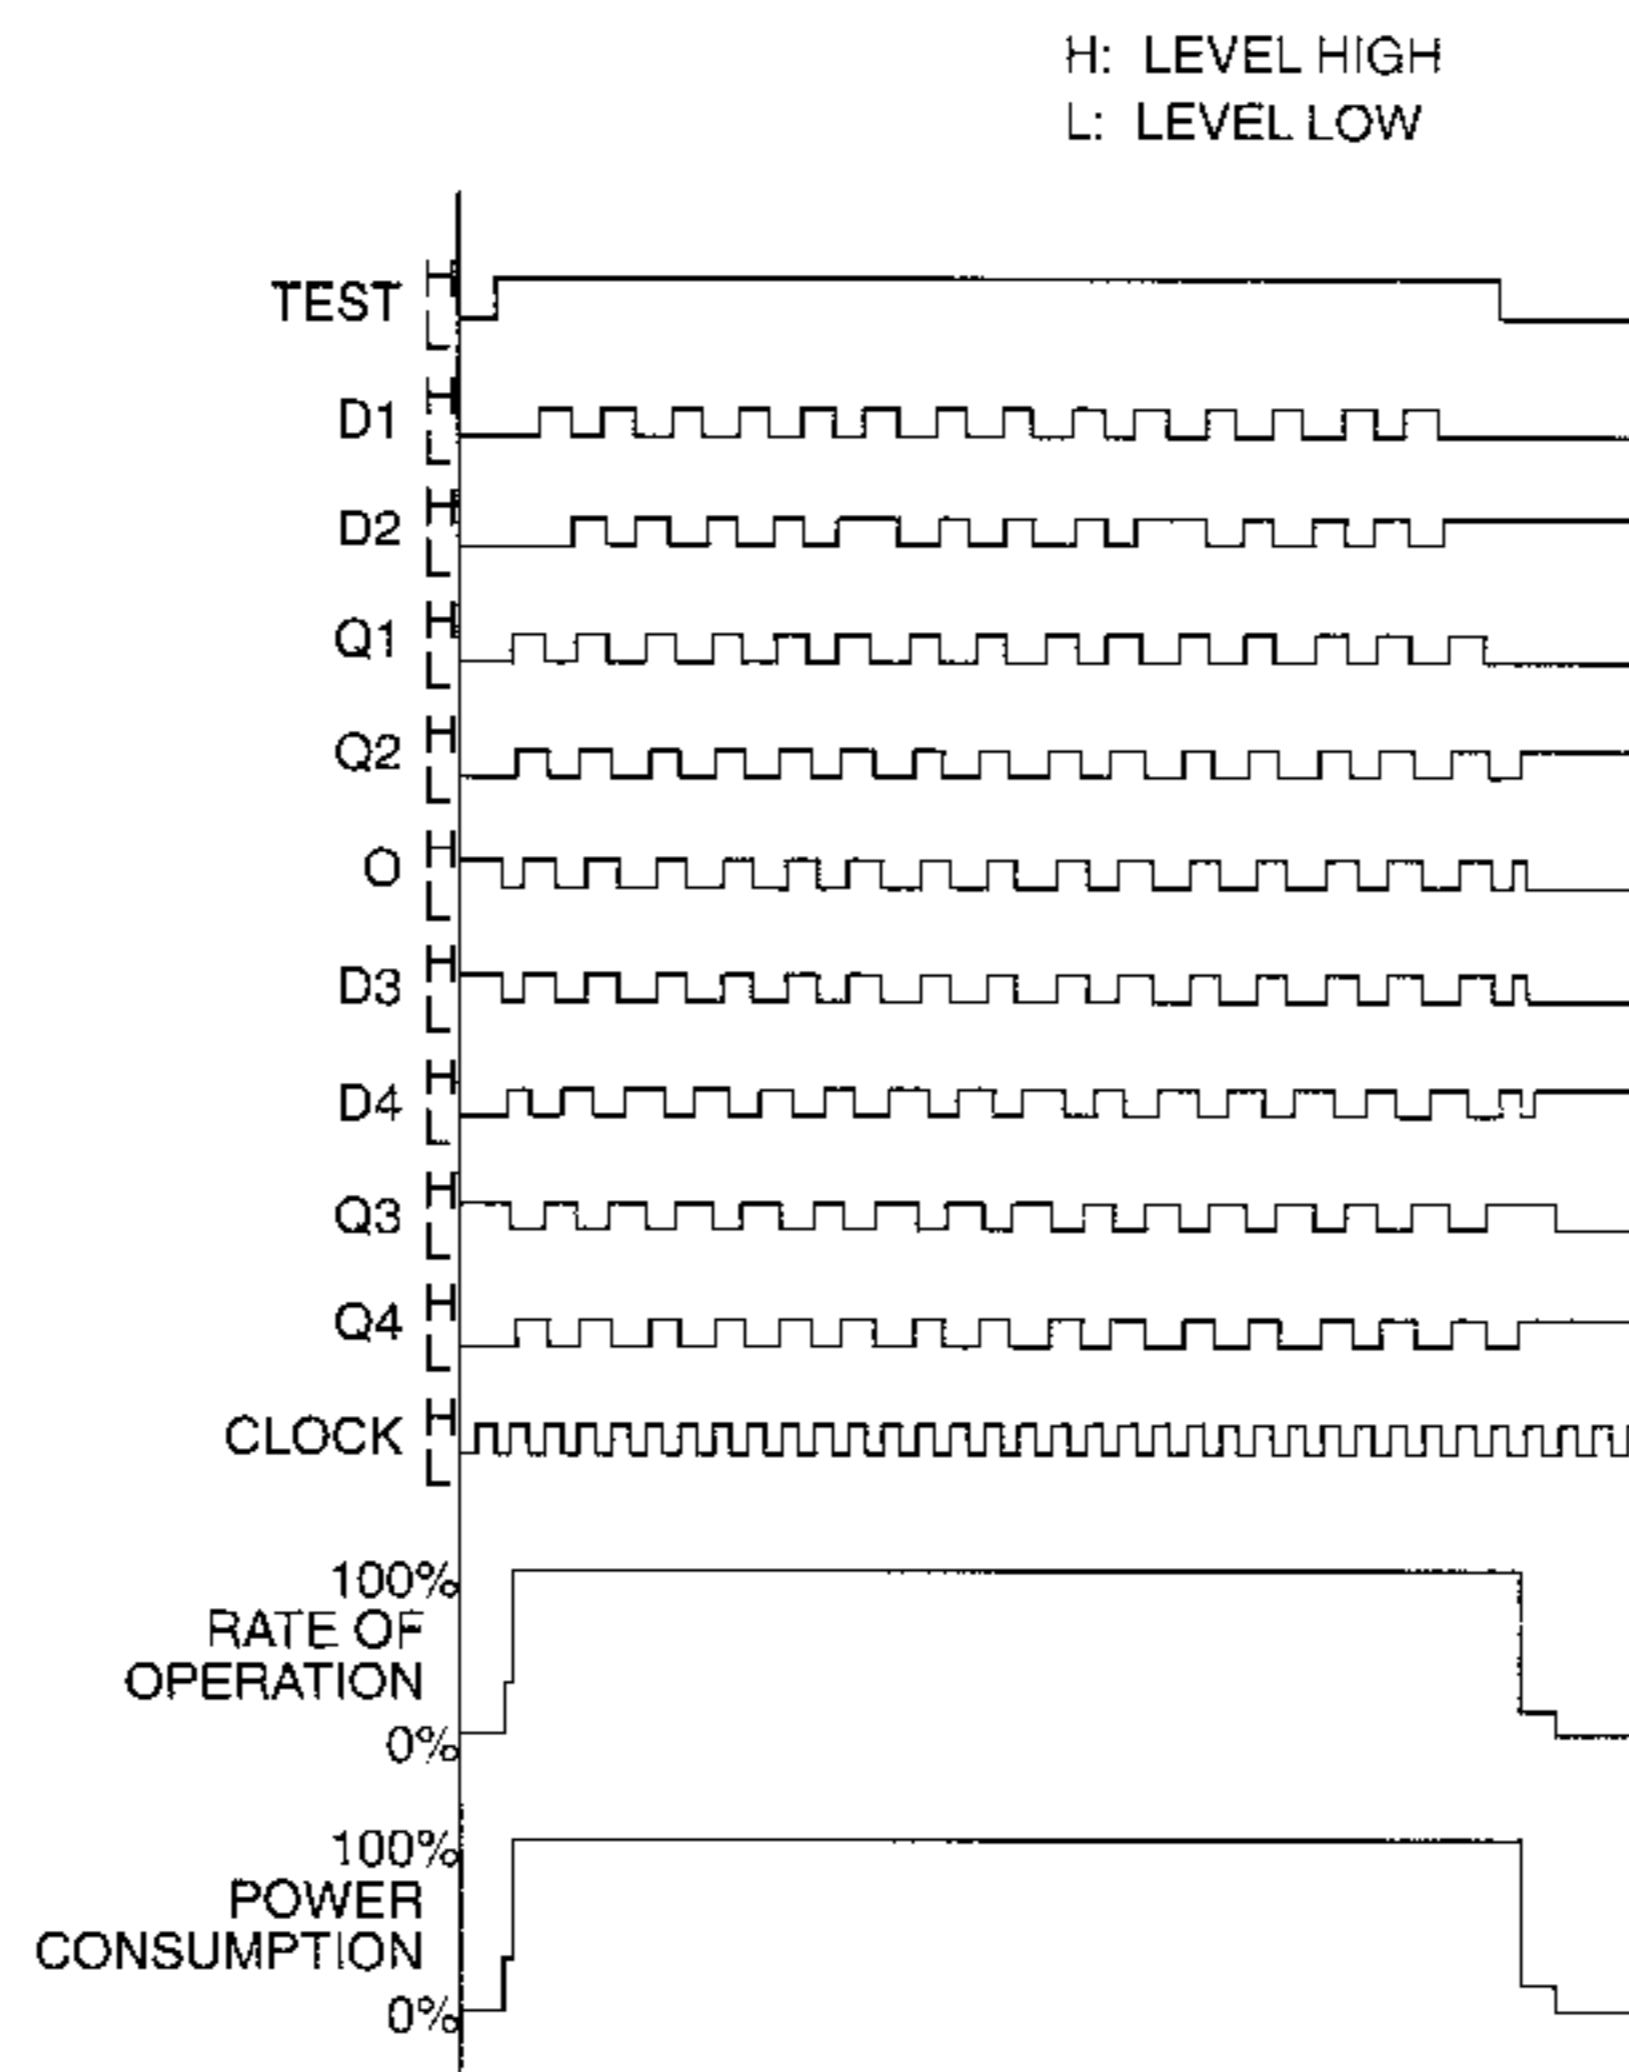 H: LEVEL HIGH
L: LEVEL LOW
TEST H
L
D1 H
L
D2 H
L
Q1 H
L
Q2 H
L
O H
L
D3 H
L
D4 H
L
Q3 H
L
Q4 H
L
CLOCK H
L
100%
RATE OF
OPERATION
0%
100%
POWER
CONSUMPTION
0%